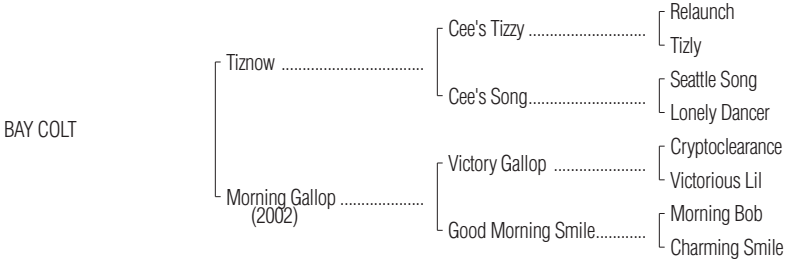 Relaunch
Cee's Tizzy ............................
Tizly
Tiznow ..................................
Seattle Song
Cee's Song............................
Lonely Dancer
BAY COLT
Cryptoclearance
Victory Gallop ......................
Victorious Lil
Morning Gallop ....................
(2002)
Morning Bob
Good Morning Smile............
Charming Smile